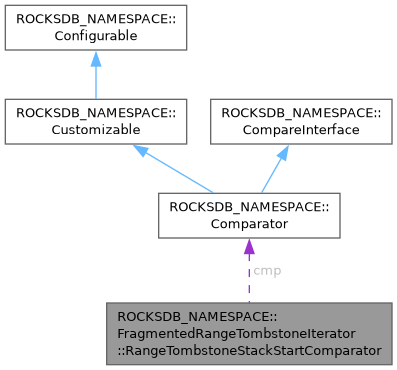 ROCKSDB_NAMESPACE::
Configurable
ROCKSDB_NAMESPACE::
Customizable
ROCKSDB_NAMESPACE::
CompareInterface
ROCKSDB_NAMESPACE::
Comparator
cmp
ROCKSDB_NAMESPACE::
FragmentedRangeTombstoneIterator
::RangeTombstoneStackStartComparator